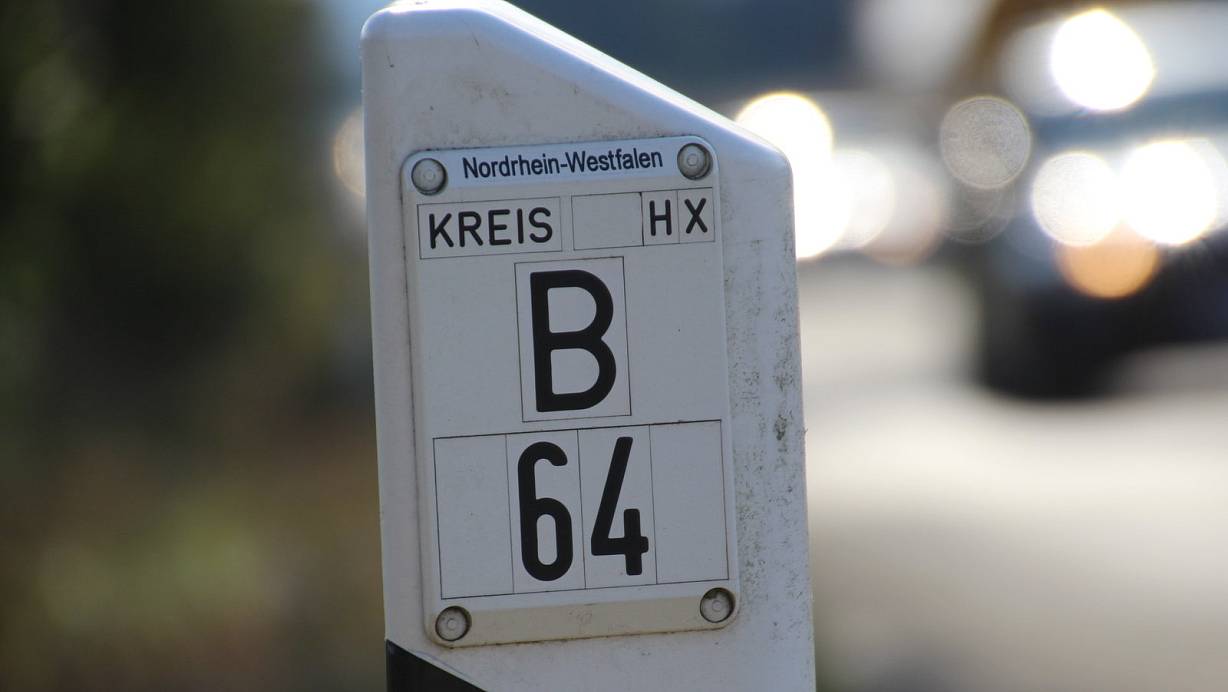 Nordrhein-Westfalen
KREIS HX
B
64